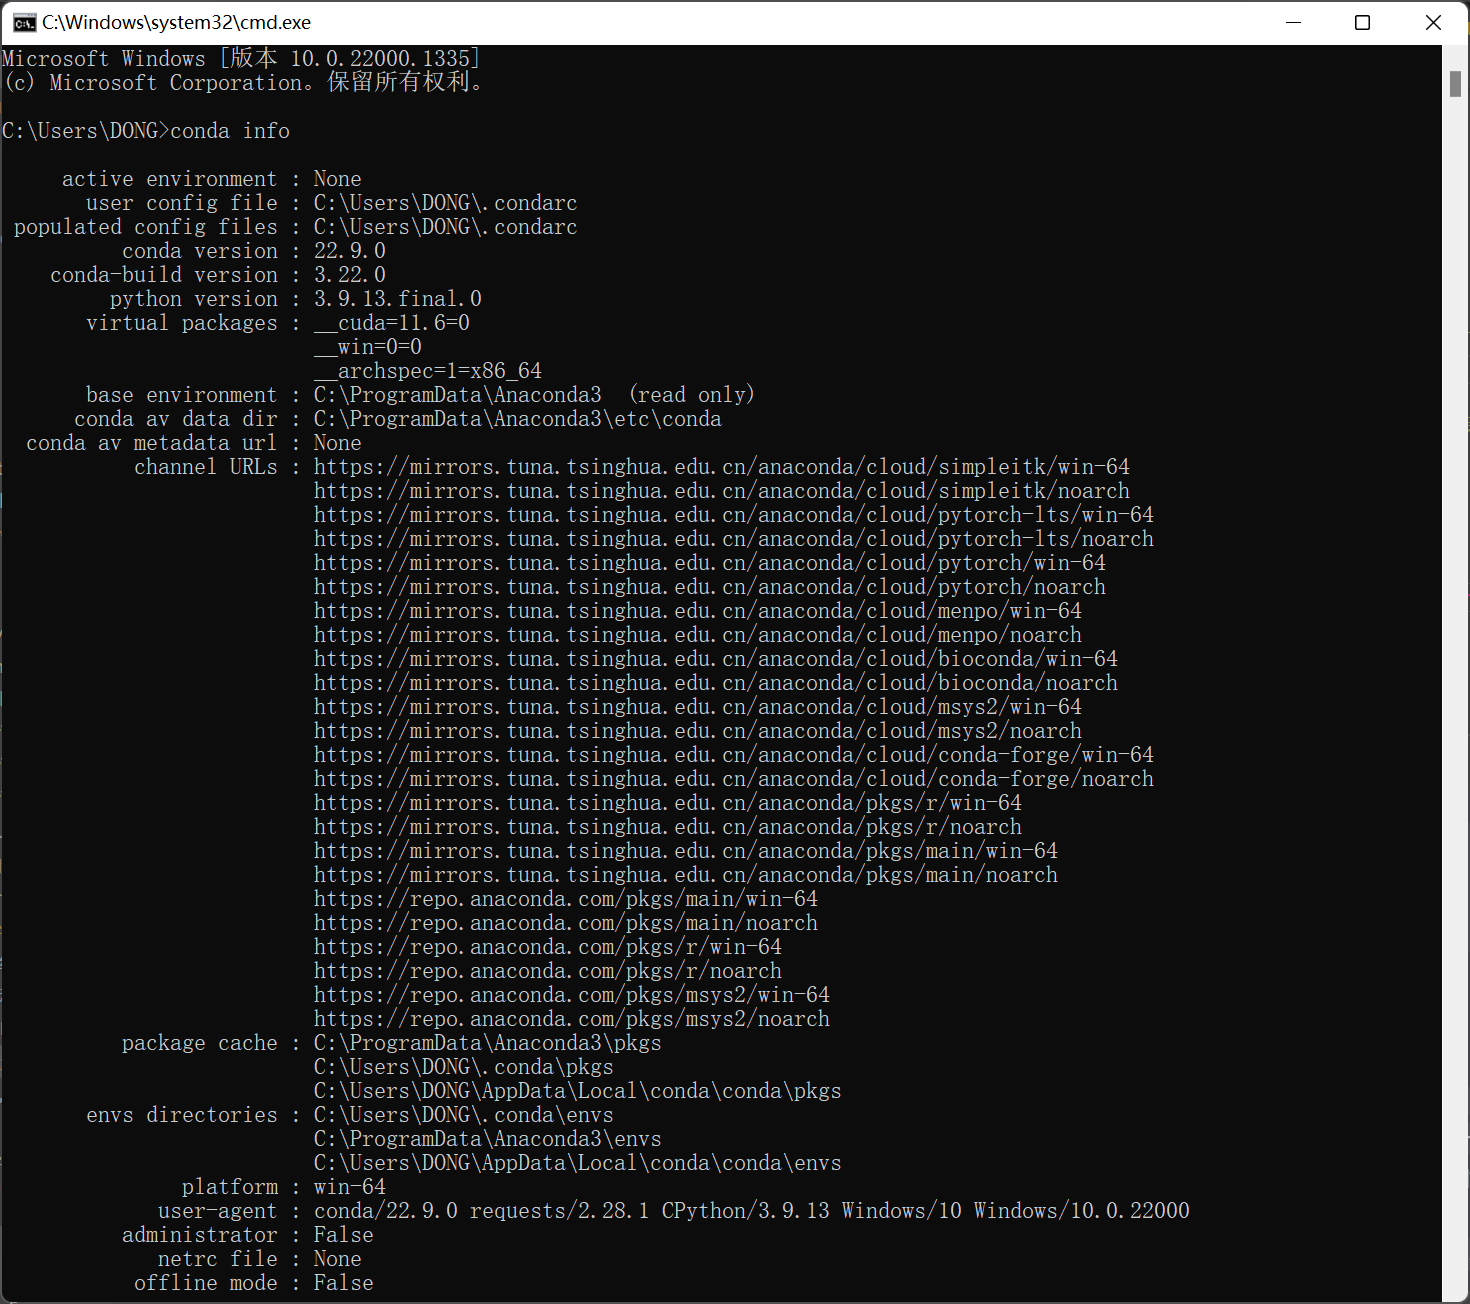 C:\Windows\system32\cmd.exe
Microsoft Windows [版本 10.0.22000.1335]
(c) Microsoft Corporation。保留所有权利。
C:\Users\DONG>conda info
active environment : None
user config file : C:\Users\DONG\.condarc
populated config files : C:\Users\DONG\.condarc
conda version : 22.9.0
conda-build version : 3.22.0
python version : 3.9.13.final.0
virtual packages : __cuda=11.6=0
__win=0=0
__archspec=1=x86_64
base environment : C:\ProgramData\Anaconda3  (read only)
conda av data dir : C:\ProgramData\Anaconda3\etc\conda
conda av metadata url : None
channel URLs : https://mirrors.tuna.tsinghua.edu.cn/anaconda/cloud/simpleitk/win-64
https://mirrors.tuna.tsinghua.edu.cn/anaconda/cloud/simpleitk/noarch
https://mirrors.tuna.tsinghua.edu.cn/anaconda/cloud/pytorch-lts/win-64
https://mirrors.tuna.tsinghua.edu.cn/anaconda/cloud/pytorch-lts/noarch
https://mirrors.tuna.tsinghua.edu.cn/anaconda/cloud/pytorch/win-64
https://mirrors.tuna.tsinghua.edu.cn/anaconda/cloud/pytorch/noarch
https://mirrors.tuna.tsinghua.edu.cn/anaconda/cloud/menpo/win-64
https://mirrors.tuna.tsinghua.edu.cn/anaconda/cloud/menpo/noarch
https://mirrors.tuna.tsinghua.edu.cn/anaconda/cloud/bioconda/win-64
https://mirrors.tuna.tsinghua.edu.cn/anaconda/cloud/bioconda/noarch
https://mirrors.tuna.tsinghua.edu.cn/anaconda/cloud/msys2/win-64
https://mirrors.tuna.tsinghua.edu.cn/anaconda/cloud/msys2/noarch
https://mirrors.tuna.tsinghua.edu.cn/anaconda/cloud/conda-forge/win-64
https://mirrors.tuna.tsinghua.edu.cn/anaconda/cloud/conda-forge/noarch
https://mirrors.tuna.tsinghua.edu.cn/anaconda/pkgs/r/win-64
https://mirrors.tuna.tsinghua.edu.cn/anaconda/pkgs/r/noarch
https://mirrors.tuna.tsinghua.edu.cn/anaconda/pkgs/main/win-64
https://mirrors.tuna.tsinghua.edu.cn/anaconda/pkgs/main/noarch
https://repo.anaconda.com/pkgs/main/win-64
https://repo.anaconda.com/pkgs/main/noarch
https://repo.anaconda.com/pkgs/r/win-64
https://repo.anaconda.com/pkgs/r/noarch
https://repo.anaconda.com/pkgs/msys2/win-64
https://repo.anaconda.com/pkgs/msys2/noarch
package cache : C:\ProgramData\Anaconda3\pkgs
C:\Users\DONG\.conda\pkgs
C:\Users\DONG\AppData\Local\conda\conda\pkgs
envs directories : C:\Users\DONG\.conda\envs
C:\ProgramData\Anaconda3\envs
C:\Users\DONG\AppData\Local\conda\conda\envs
platform : win-64
user-agent : conda/22.9.0 requests/2.28.1 CPython/3.9.13 Windows/10 Windows/10.0.22000
administrator : False
netrc file : None
offline mode : False